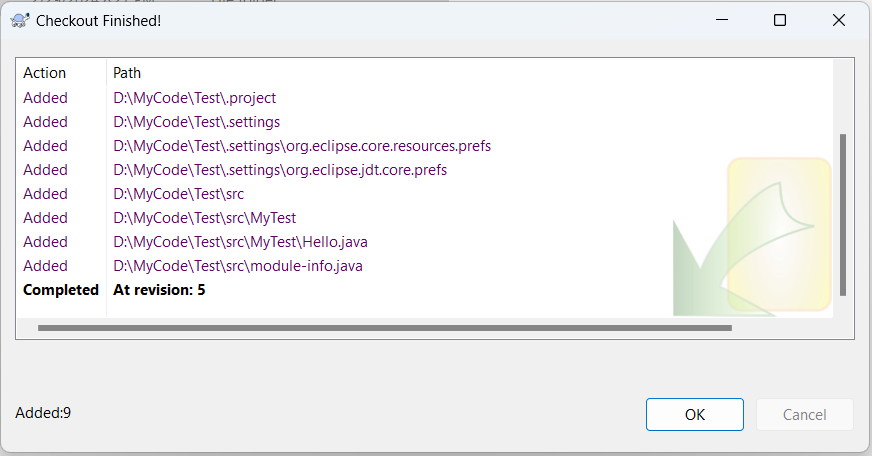 Checkout Finished!
Action Path
Added D:\MyCode\Test\.project
Added D:\MyCode\Test\.settings
Added D:\MyCode\Test\.settings\org.eclipse.core.resources.prefs
Added D:\MyCode\Test\.settings\org.eclipse.jdt.core.prefs
Added D:\MyCode\Test\src
Added D:\MyCode\Test\src\MyTest
Added D:\MyCode\Test\src\MyTest\Hello.java
Added D:\MyCode\Test\src\module-info.java
Completed At revision: 5
Added:9
OK Cancel